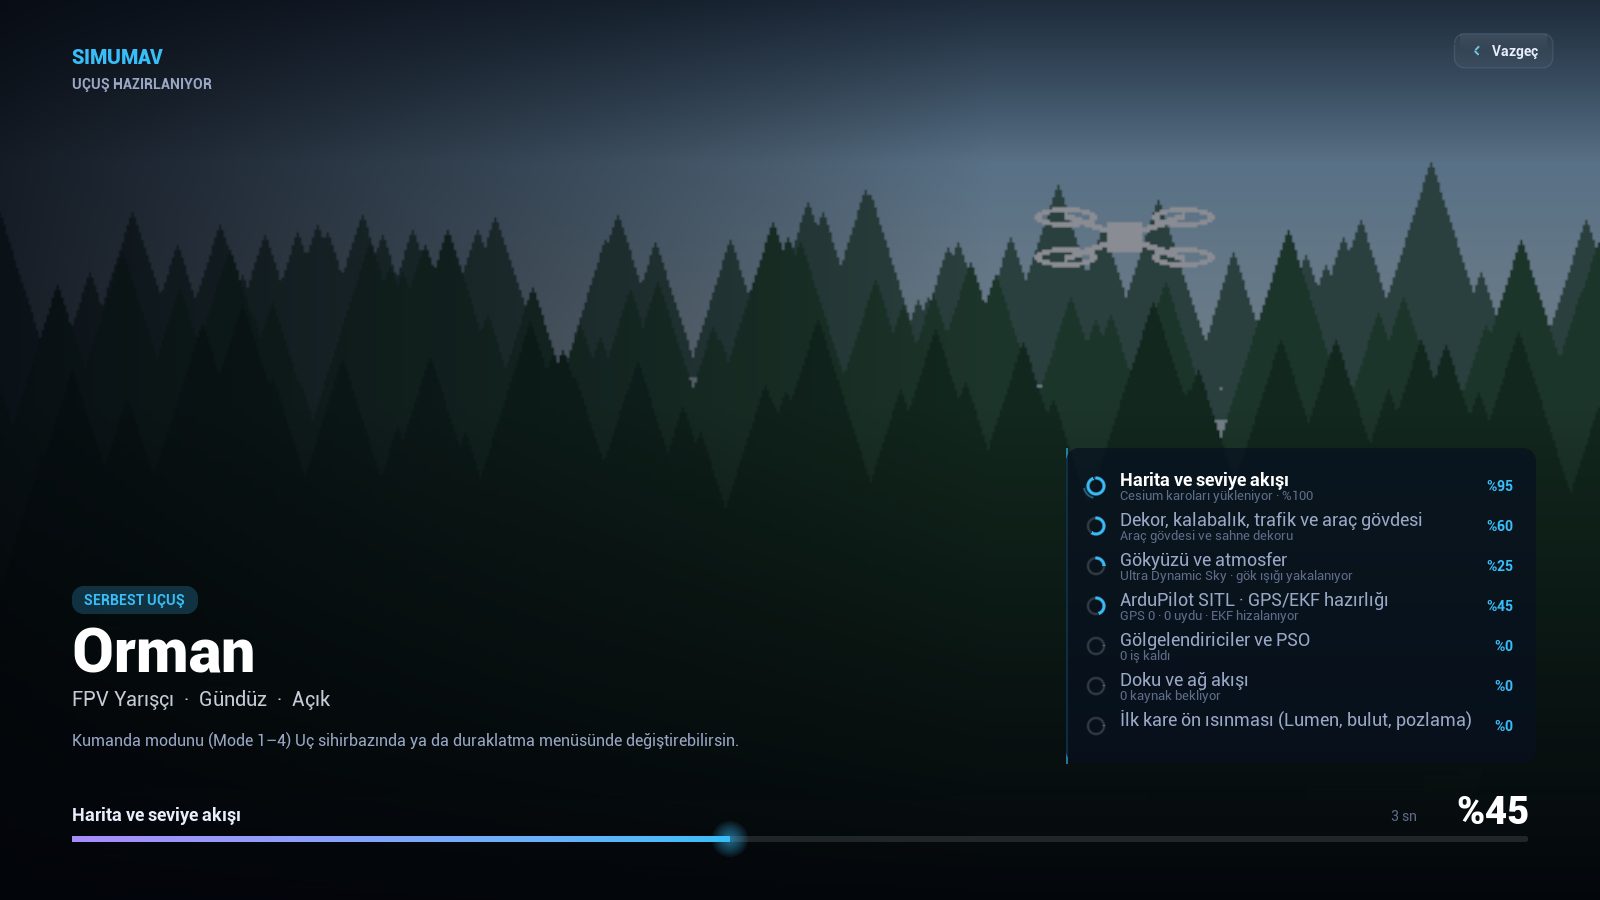 SIMUMAV
UÇUŞ HAZIRLANIYOR
Vazgeç
Harita ve seviye akışı
%95
Cesium karoları yükleniyor · %100
Dekor, kalabalık, trafik ve araç gövdesi
%60
Araç gövdesi ve sahne dekoru
Gökyüzü ve atmosfer
%25
Ultra Dynamic Sky · gök ışığı yakalanıyor
ArduPilot SITL · GPS/EKF hazırlığı
%45
GPS 0 · 0 uydu · EKF hizalanıyor
Gölgelendiriciler ve PSO
%0
0 iş kaldı
Doku ve ağ akışı
%0
0 kaynak bekliyor
İlk kare ön ısınması (Lumen, bulut, pozlama)
%0
SERBEST UÇUŞ
Orman
FPV Yarışçı · Gündüz · Açık
Kumanda modunu (Mode 1–4) Uç sihirbazında ya da duraklatma menüsünde değiştirebilirsin.
Harita ve seviye akışı
3 sn
%45